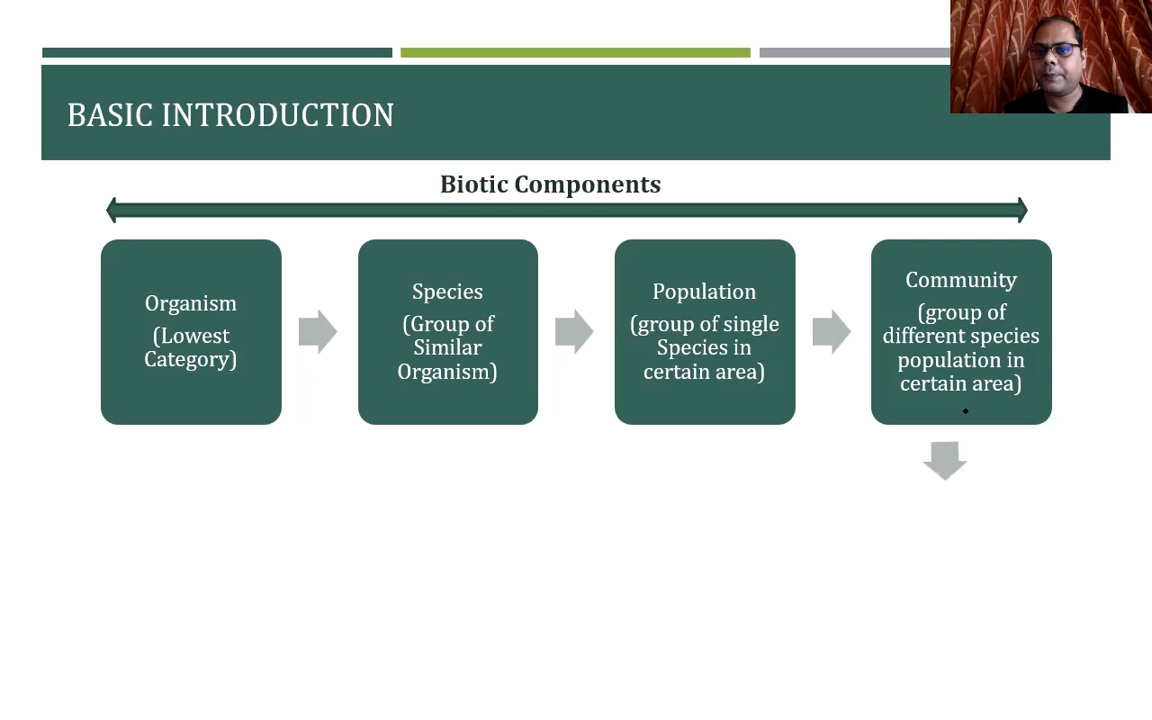 BASIC INTRODUCTION
Biotic Components
Organism
(Lowest
Category)
Species
(Group of
Similar
Organism)
Population
(group of single
Species in
certain area)
Community
(group of
different species
population in
certain area)